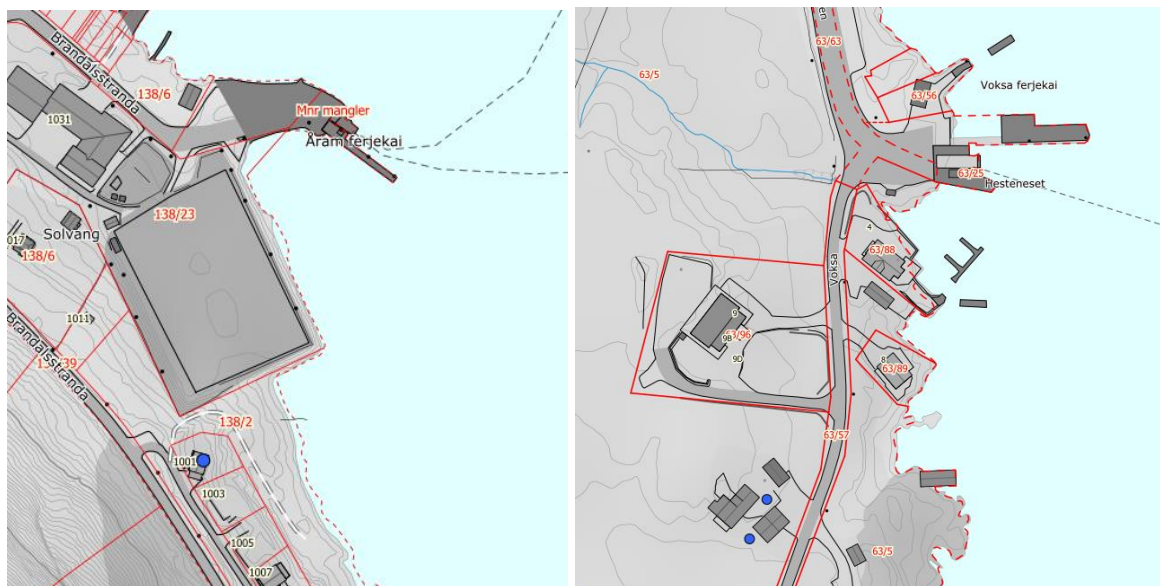 Brandalsstranda
138/6
Mnr mangler
Åram ferjekai
1031
138/23
Solvang
1017
138/6
1011
Brandalsstranda
138/2
1001
1003
1005
1007
63/63
63/5
Voksa ferjekai
63/56
63/25
Hesteneset
4
63/88
Voksa
9
63/96
9B
9D
8
63/89
63/57
63/5